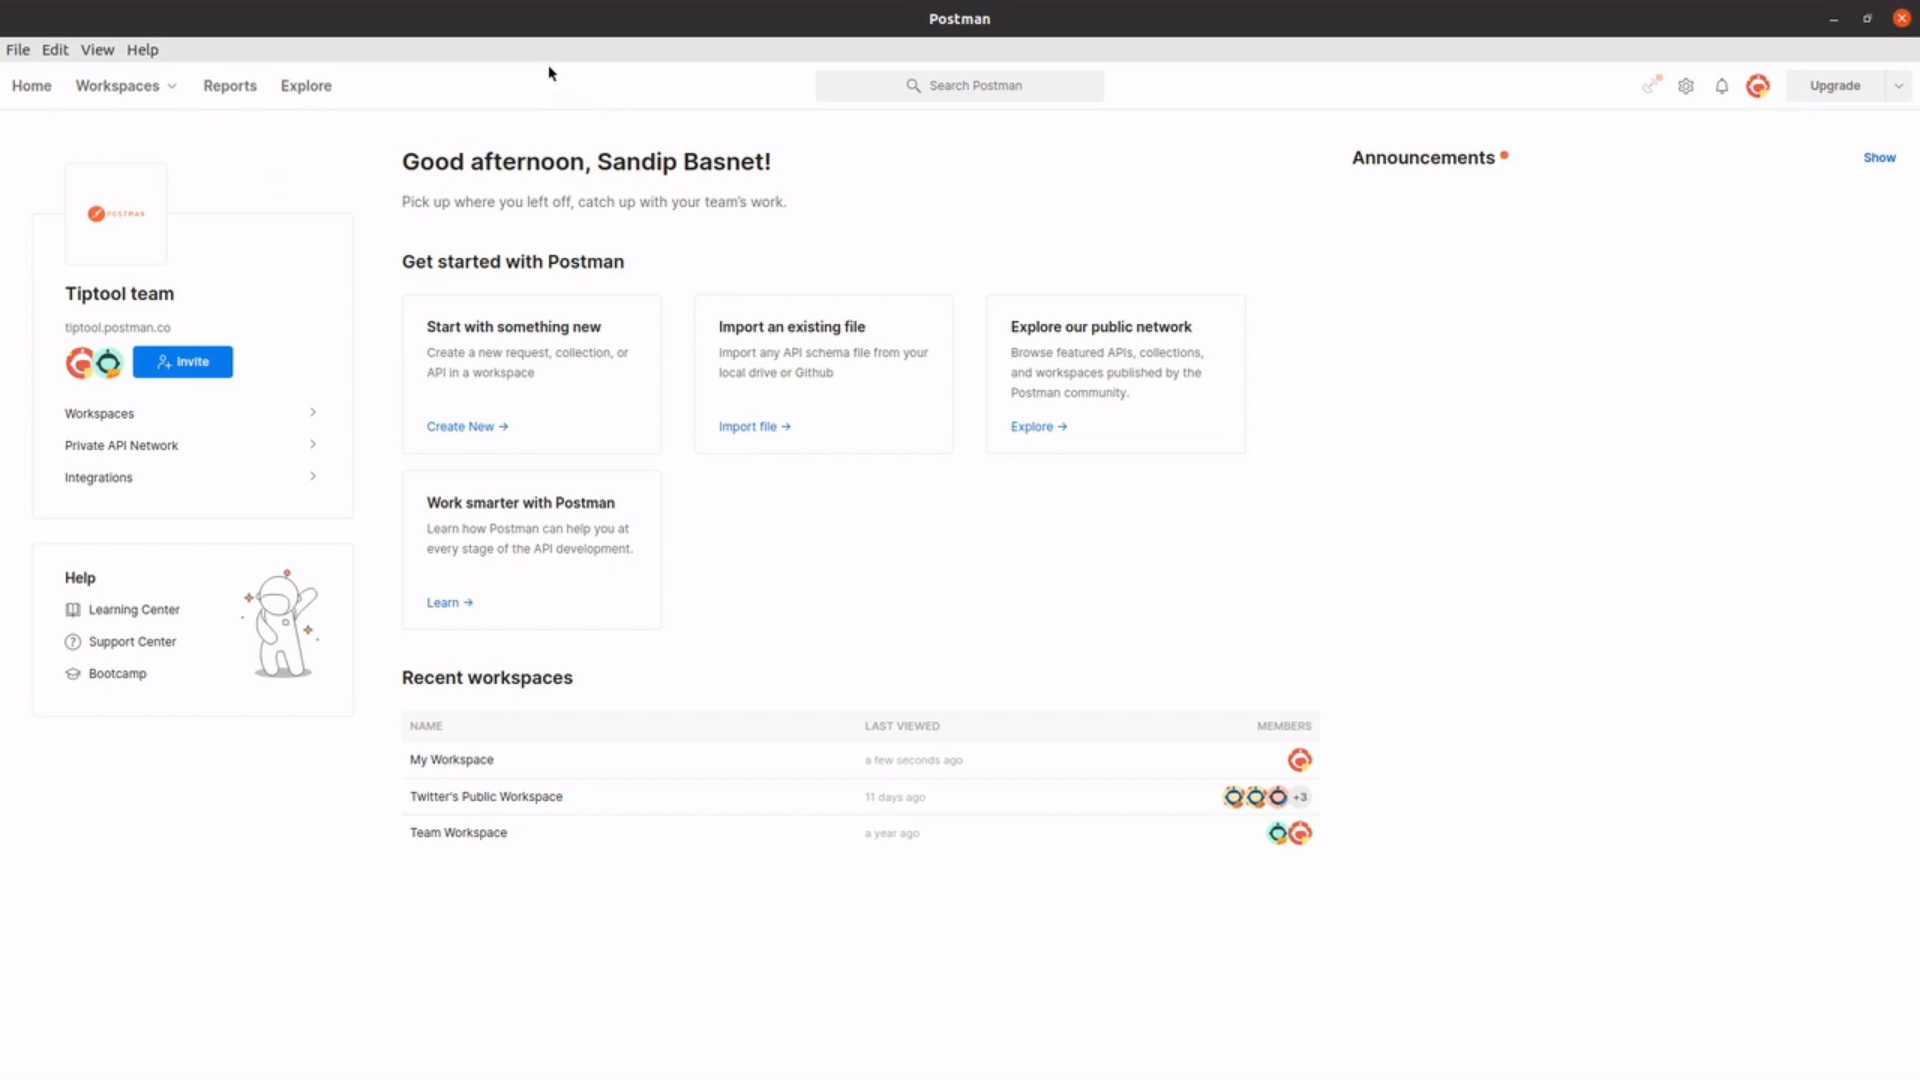 Postman
File Edit View Help
Home Workspaces Reports Explore
Search Postman
Upgrade
POSTMAN
Tiptool team
tiptool.postman.co
Invite
Workspaces
Private API Network
Integrations
Help
Learning Center
Support Center
Bootcamp
Good afternoon, Sandip Basnet!
Pick up where you left off, catch up with your team's work.
Get started with Postman
Start with something new
Create a new request, collection, or
API in a workspace
Create New →
Import an existing file
Import any API schema file from your
local drive or Github
Import file →
Explore our public network
Browse featured APIs, collections,
and workspaces published by the
Postman community.
Explore →
Work smarter with Postman
Learn how Postman can help you at
every stage of the API development.
Learn →
Recent workspaces
NAME LAST VIEWED MEMBERS
My Workspace a few seconds ago
Twitter's Public Workspace 11 days ago +3
Team Workspace a year ago
Announcements
Show